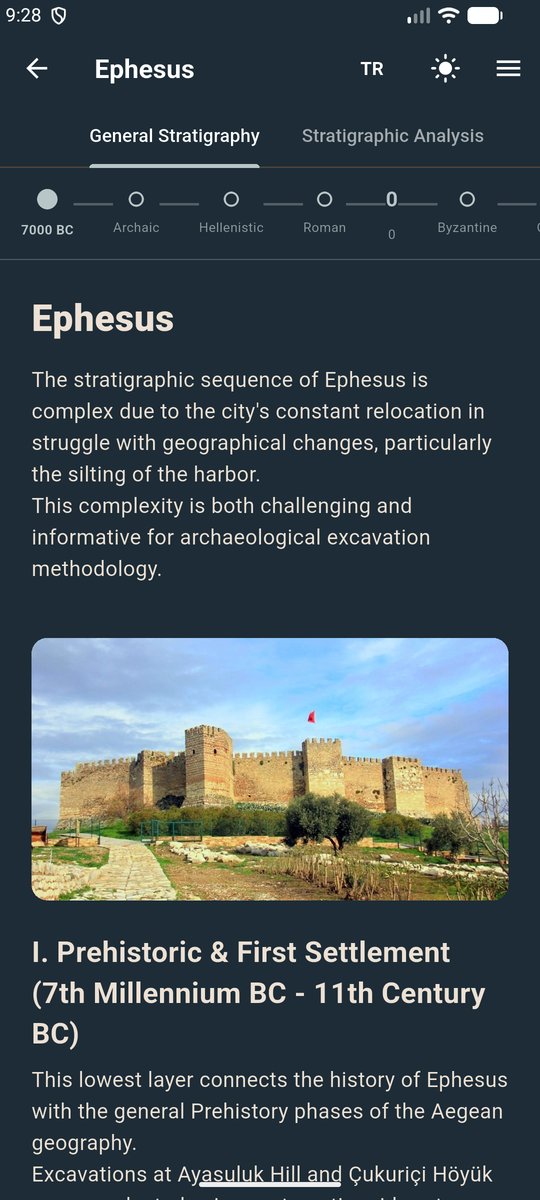 9:28
Ephesus TR
General Stratigraphy Stratigraphic Analysis
0
7000 BC Archaic Hellenistic Roman 0 Byzantine
Ephesus
The stratigraphic sequence of Ephesus is
complex due to the city's constant relocation in
struggle with geographical changes, particularly
the silting of the harbor.
This complexity is both challenging and
informative for archaeological excavation
methodology.
I. Prehistoric & First Settlement
(7th Millennium BC - 11th Century
BC)
This lowest layer connects the history of Ephesus
with the general Prehistory phases of the Aegean
geography.
Excavations at Ayasuluk Hill and Çukuriçi Höyük